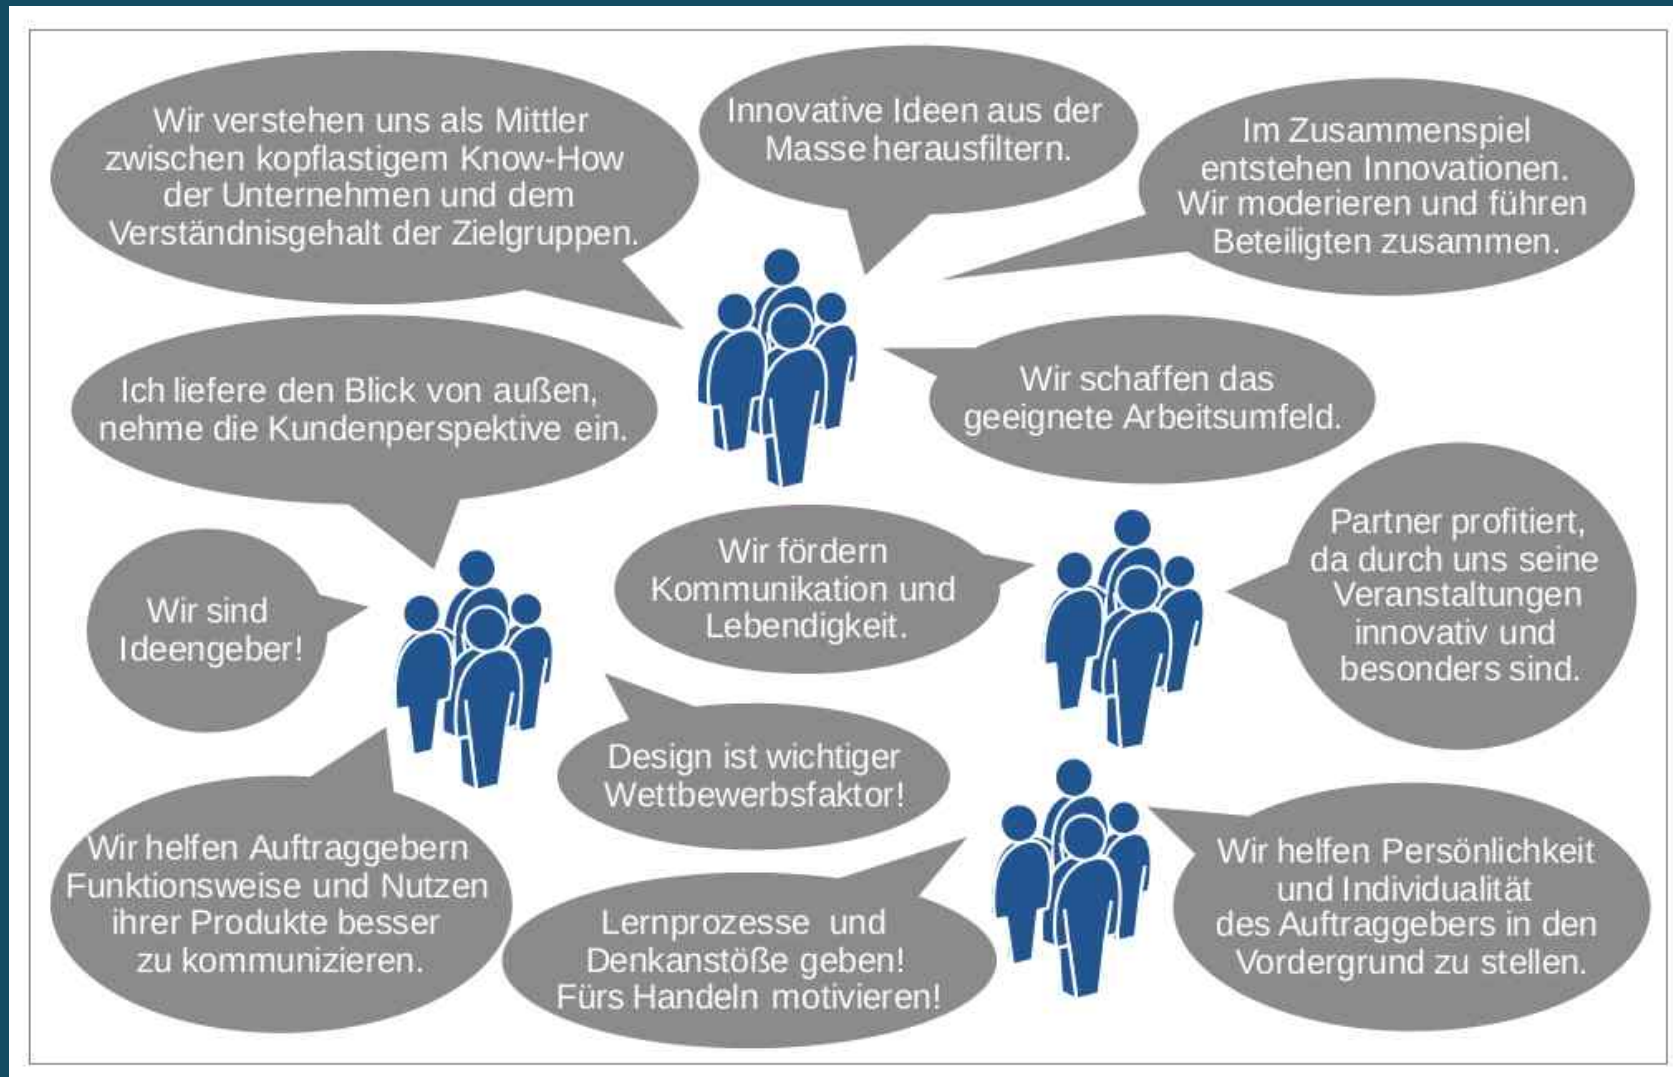 Wir verstehen uns als Mittler
zwischen kopflastigem Know-How
der Unternehmen und dem
Verständnisgehalt der Zielgruppen.
Innovative Ideen aus der
Masse herausfiltern.
Im Zusammenspiel
entstehen Innovationen.
Wir moderieren und führen
Beteiligten zusammen.
Ich liefere den Blick von außen,
nehme die Kundenperspektive ein.
Wir schaffen das
geeignete Arbeitsumfeld.
Wir sind
Ideengeber!
Wir fördern
Kommunikation und
Lebendigkeit.
Partner profitiert,
da durch uns seine
Veranstaltungen
innovativ und
besonders sind.
Design ist wichtiger
Wettbewerbsfaktor!
Wir helfen Auftraggebern
Funktionsweise und Nutzen
ihrer Produkte besser
zu kommunizieren.
Lernprozesse und
Denkanstöße geben!
Fürs Handeln motivieren!
Wir helfen Persönlichkeit
und Individualität
des Auftraggebers in den
Vordergrund zu stellen.